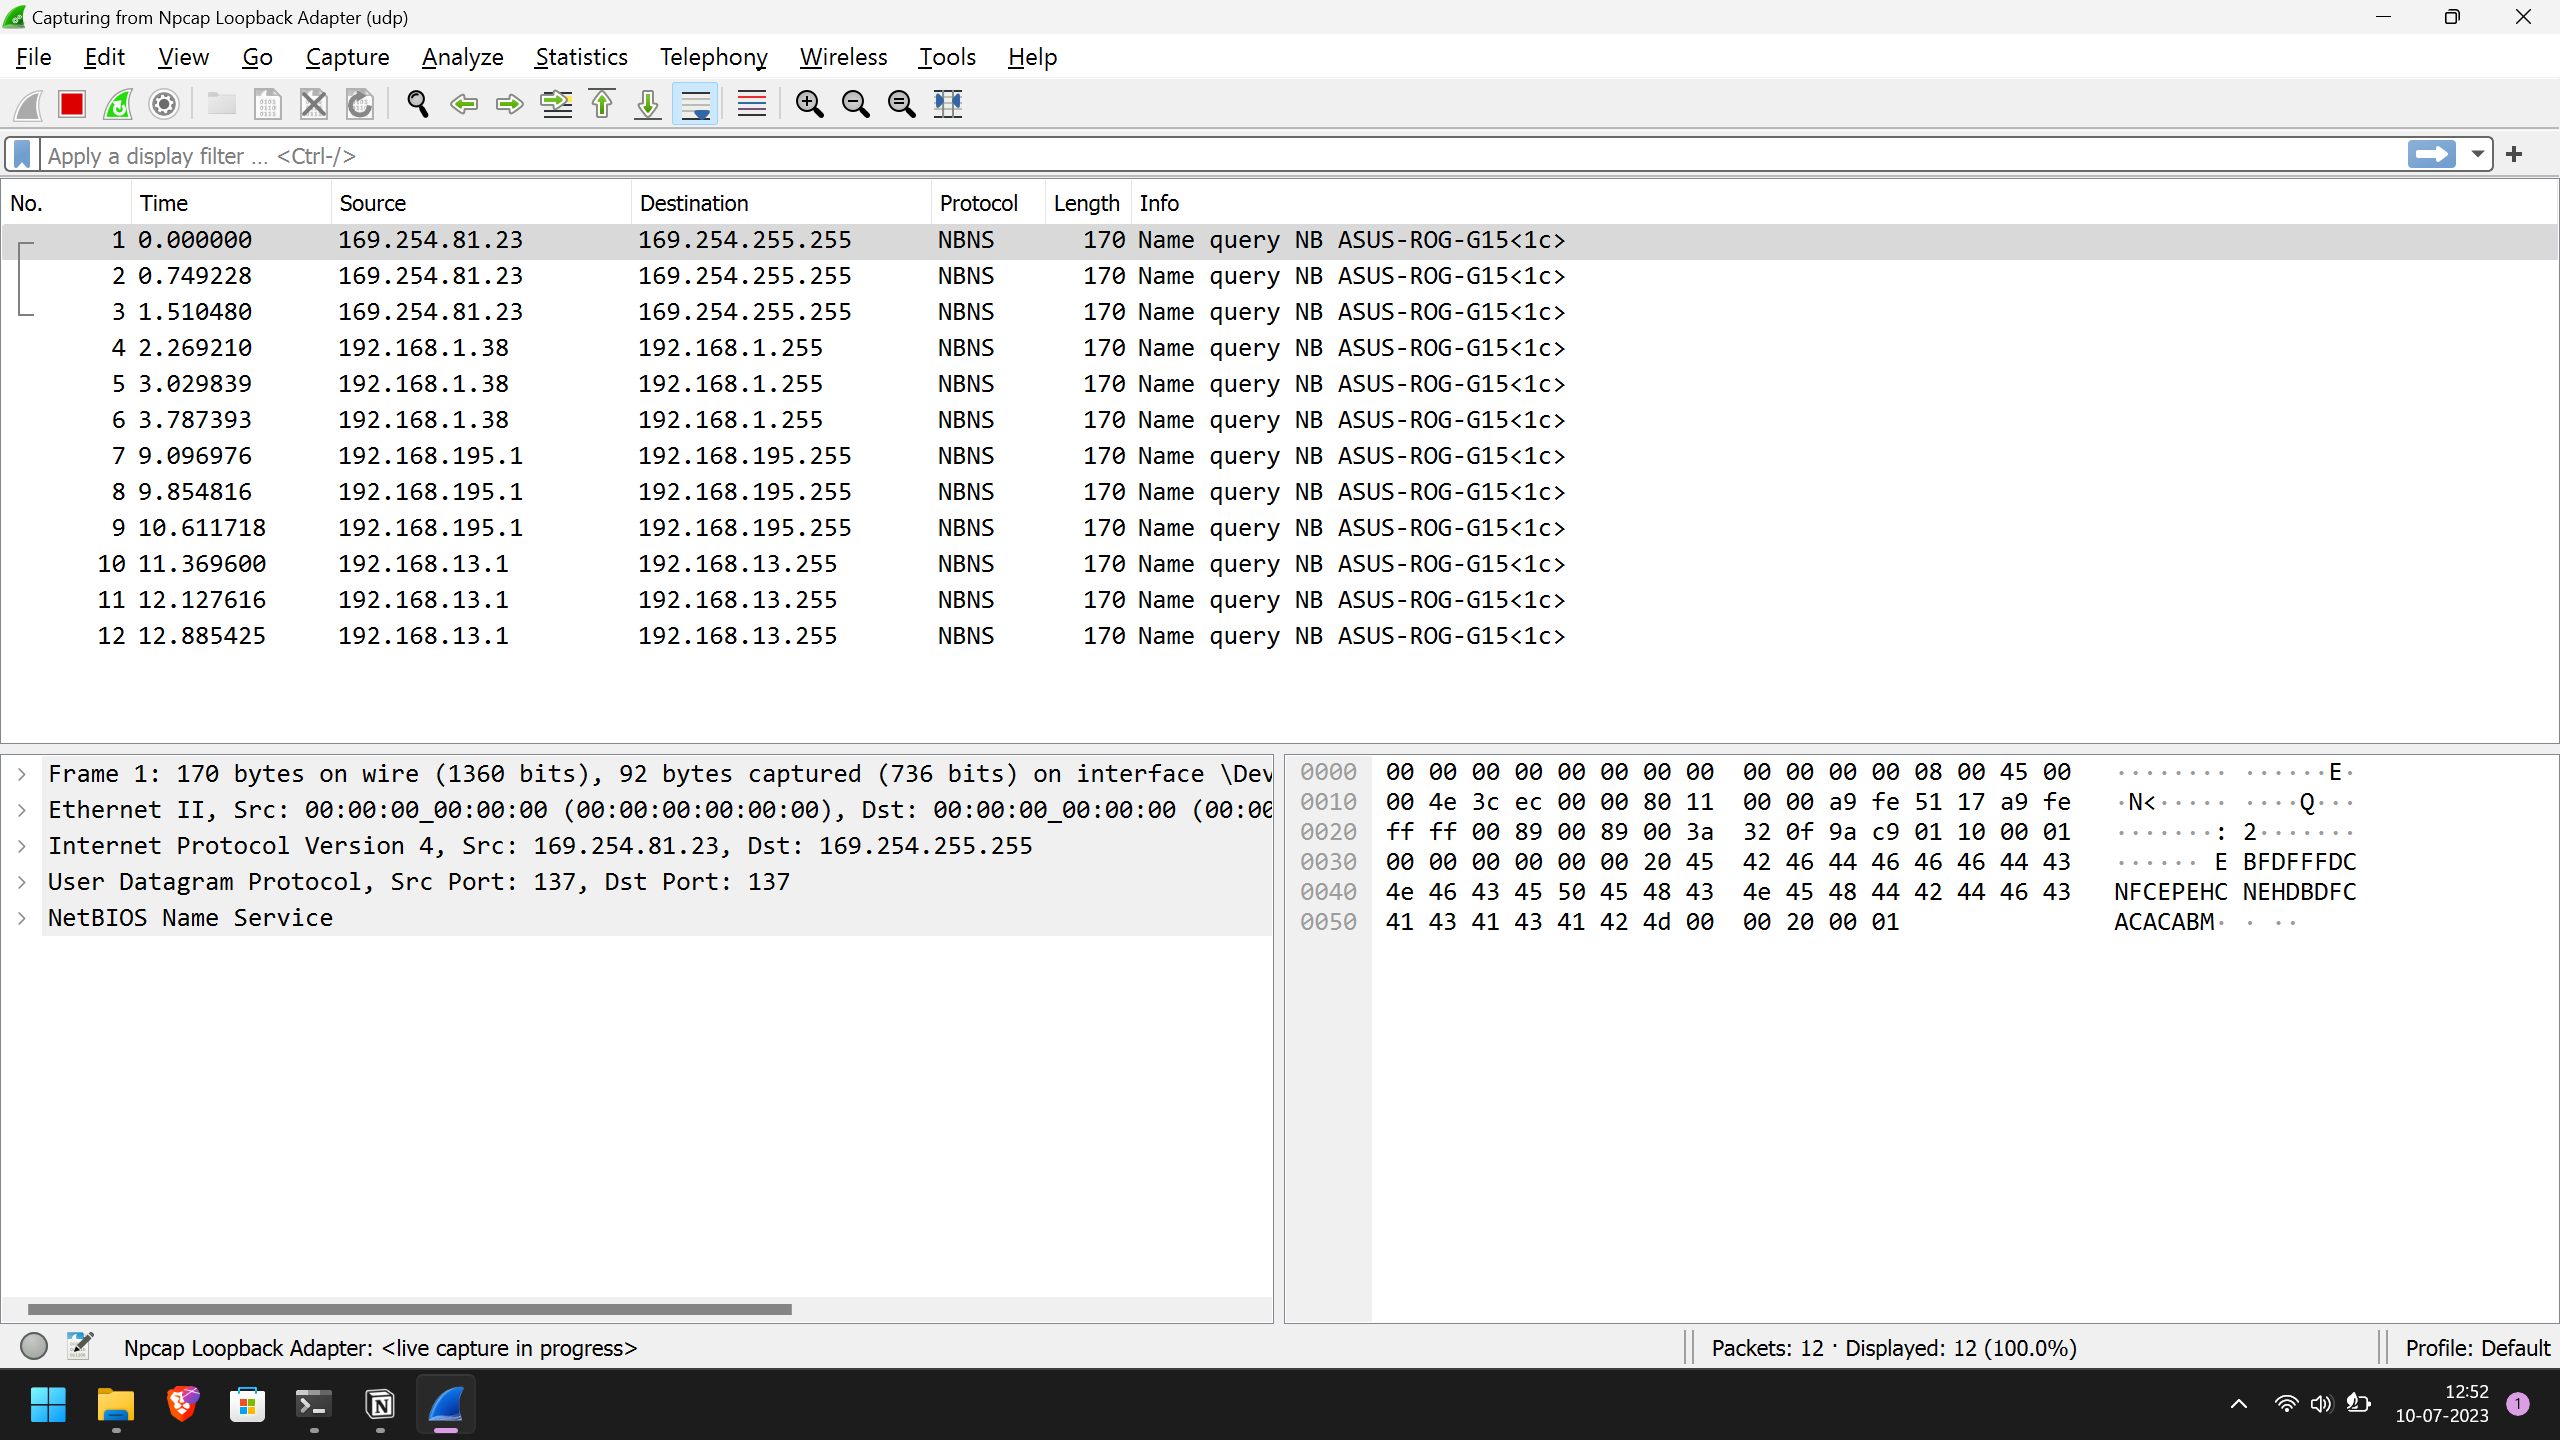 Capturing from Npcap Loopback Adapter (udp)
File Edit View Go Capture Analyze Statistics Telephony Wireless Tools Help
Apply a display filter ... <Ctrl-/>
No. Time Source Destination Protocol Length Info
1 0.000000 169.254.81.23 169.254.255.255 NBNS 170 Name query NB ASUS-ROG-G15<1c>
2 0.749228 169.254.81.23 169.254.255.255 NBNS 170 Name query NB ASUS-ROG-G15<1c>
3 1.510480 169.254.81.23 169.254.255.255 NBNS 170 Name query NB ASUS-ROG-G15<1c>
4 2.269210 192.168.1.38 192.168.1.255 NBNS 170 Name query NB ASUS-ROG-G15<1c>
5 3.029839 192.168.1.38 192.168.1.255 NBNS 170 Name query NB ASUS-ROG-G15<1c>
6 3.787393 192.168.1.38 192.168.1.255 NBNS 170 Name query NB ASUS-ROG-G15<1c>
7 9.096976 192.168.195.1 192.168.195.255 NBNS 170 Name query NB ASUS-ROG-G15<1c>
8 9.854816 192.168.195.1 192.168.195.255 NBNS 170 Name query NB ASUS-ROG-G15<1c>
9 10.611718 192.168.195.1 192.168.195.255 NBNS 170 Name query NB ASUS-ROG-G15<1c>
10 11.369600 192.168.13.1 192.168.13.255 NBNS 170 Name query NB ASUS-ROG-G15<1c>
11 12.127616 192.168.13.1 192.168.13.255 NBNS 170 Name query NB ASUS-ROG-G15<1c>
12 12.885425 192.168.13.1 192.168.13.255 NBNS 170 Name query NB ASUS-ROG-G15<1c>
Frame 1: 170 bytes on wire (1360 bits), 92 bytes captured (736 bits) on interface \Dev
Ethernet II, Src: 00:00:00_00:00:00 (00:00:00:00:00:00), Dst: 00:00:00_00:00:00 (00:00
Internet Protocol Version 4, Src: 169.254.81.23, Dst: 169.254.255.255
User Datagram Protocol, Src Port: 137, Dst Port: 137
NetBIOS Name Service
0000 00 00 00 00 00 00 00 00 00 00 00 00 08 00 45 00 ········ ······E·
0010 00 4e 3c ec 00 00 80 11 00 00 a9 fe 51 17 a9 fe ·N<····· ····Q···
0020 ff ff 00 89 00 89 00 3a 32 0f 9a c9 01 10 00 01 ·······: 2·······
0030 00 00 00 00 00 00 20 45 42 46 44 46 46 46 44 43 ······ E BFDFFFDC
0040 4e 46 43 45 50 45 48 43 4e 45 48 44 42 44 46 43 NFCEPEHC NEHDBDFC
0050 41 43 41 43 41 42 4d 00 00 20 00 01 ACACABM· · ··
Npcap Loopback Adapter: <live capture in progress>
Packets: 12 · Displayed: 12 (100.0%)
Profile: Default
12:52
10-07-2023
1